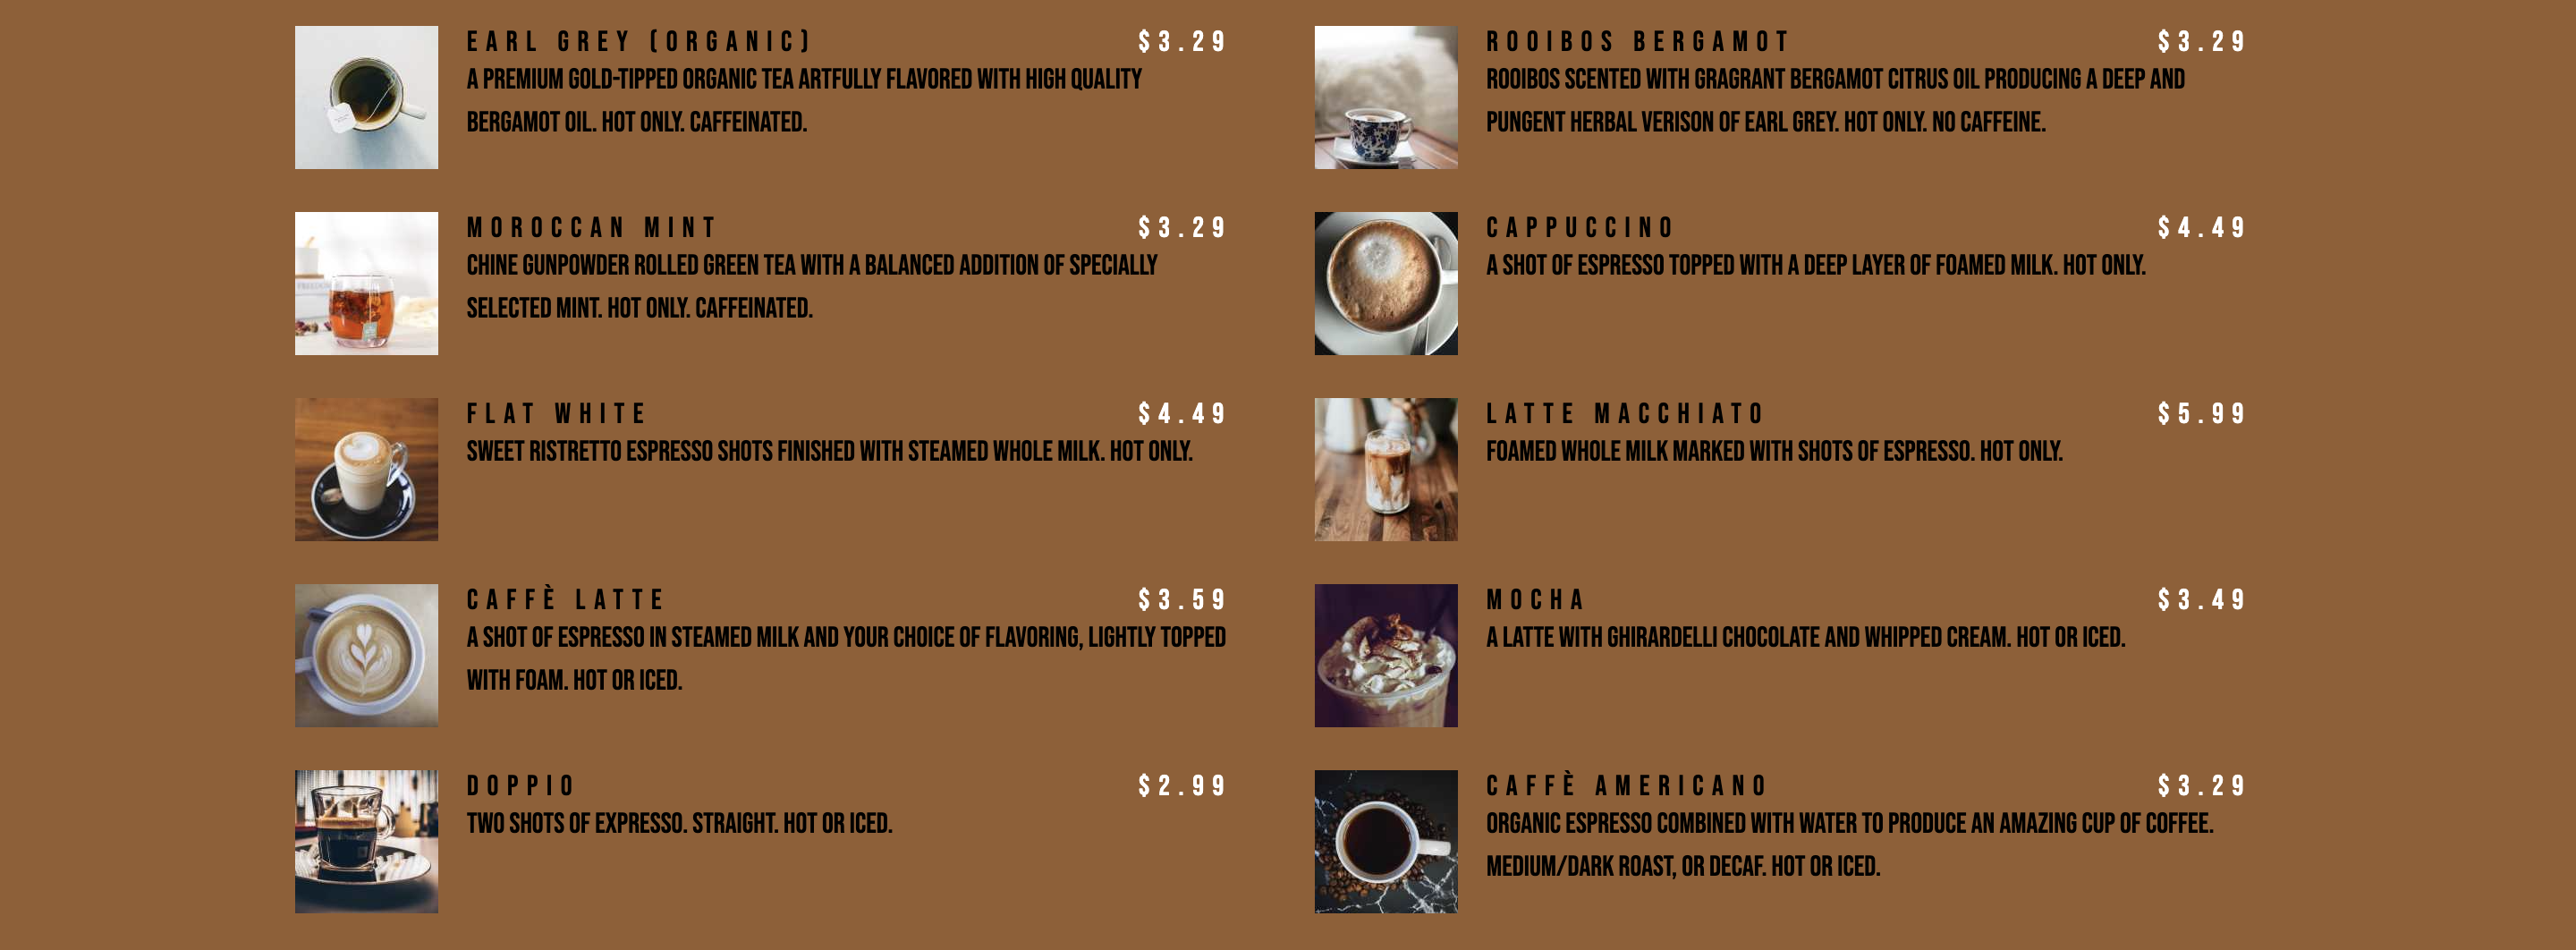 EARL GREY (ORGANIC) $3.29
A PREMIUM GOLD-TIPPED ORGANIC TEA ARTFULLY FLAVORED WITH HIGH QUALITY
BERGAMOT OIL. HOT ONLY. CAFFEINATED.
ROOIBOS BERGAMOT $3.29
ROOIBOS SCENTED WITH GRAGRANT BERGAMOT CITRUS OIL PRODUCING A DEEP AND
PUNGENT HERBAL VERISON OF EARL GREY. HOT ONLY. NO CAFFEINE.
MOROCCAN MINT $3.29
CHINE GUNPOWDER ROLLED GREEN TEA WITH A BALANCED ADDITION OF SPECIALLY
SELECTED MINT. HOT ONLY. CAFFEINATED.
CAPPUCCINO $4.49
A SHOT OF ESPRESSO TOPPED WITH A DEEP LAYER OF FOAMED MILK. HOT ONLY.
FLAT WHITE $4.49
SWEET RISTRETTO ESPRESSO SHOTS FINISHED WITH STEAMED WHOLE MILK. HOT ONLY.
LATTE MACCHIATO $5.99
FOAMED WHOLE MILK MARKED WITH SHOTS OF ESPRESSO. HOT ONLY.
CAFFÈ LATTE $3.59
A SHOT OF ESPRESSO IN STEAMED MILK AND YOUR CHOICE OF FLAVORING, LIGHTLY TOPPED
WITH FOAM. HOT OR ICED.
MOCHA $3.49
A LATTE WITH GHIRARDELLI CHOCOLATE AND WHIPPED CREAM. HOT OR ICED.
DOPPIO $2.99
TWO SHOTS OF EXPRESSO. STRAIGHT. HOT OR ICED.
CAFFÈ AMERICANO $3.29
ORGANIC ESPRESSO COMBINED WITH WATER TO PRODUCE AN AMAZING CUP OF COFFEE.
MEDIUM/DARK ROAST, OR DECAF. HOT OR ICED.